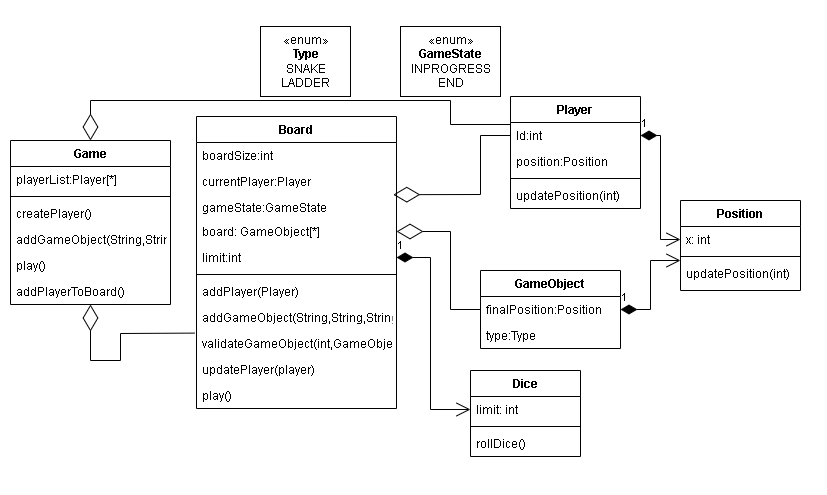 «enum»
Type
SNAKE
LADDER
«enum»
GameState
INPROGRESS
END
Game
playerList:Player[*]
createPlayer()
addGameObject(String,Strin
play()
addPlayerToBoard()
Board
boardSize:int
currentPlayer:Player
gameState:GameState
board: GameObject[*]
limit:int
addPlayer(Player)
addGameObject(String,String,String
validateGameObject(int,GameObje
updatePlayer(player)
play()
1
Player
Id:int
position:Position
updatePosition(int)
1
Position
x: int
updatePosition(int)
GameObject
finalPosition:Position
type:Type
1
Dice
limit: int
rollDice()